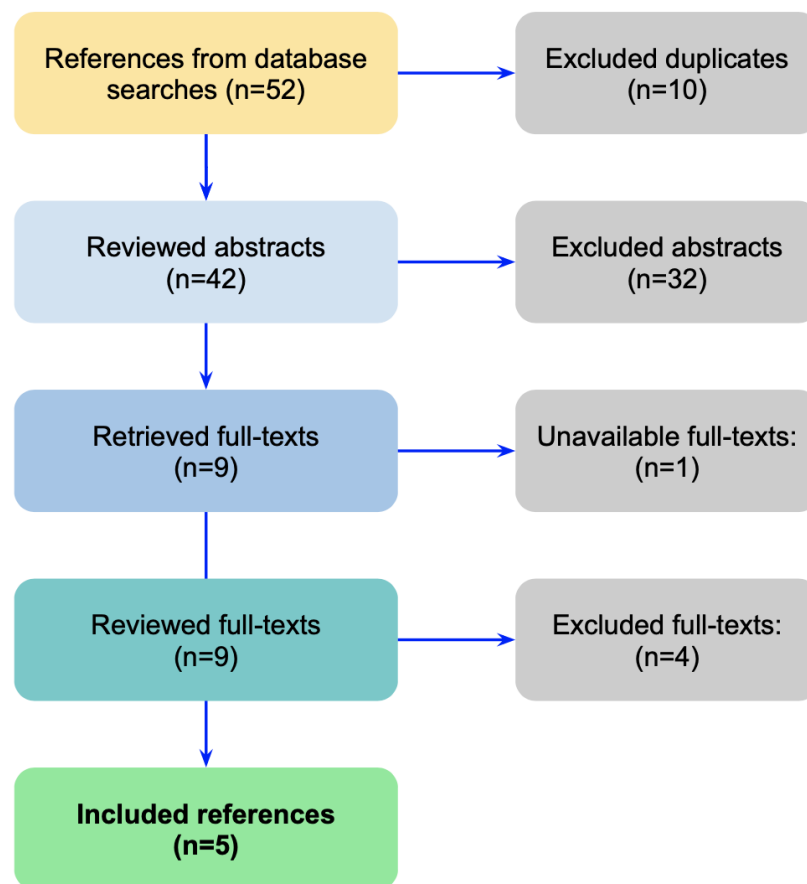 References from database
searches (n=52)
Excluded duplicates
(n=10)
Reviewed abstracts
(n=42)
Excluded abstracts
(n=32)
Retrieved full-texts
(n=9)
Unavailable full-texts:
(n=1)
Reviewed full-texts
(n=9)
Excluded full-texts:
(n=4)
Included references
(n=5)